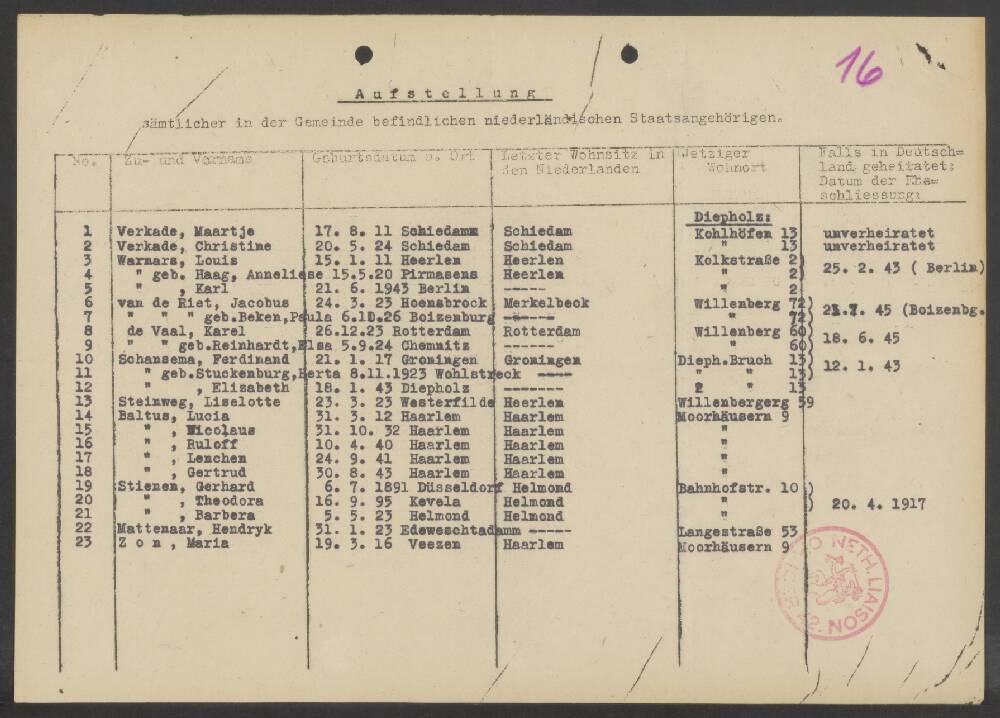 16
Aufstellung
sämtlicher in der Gemeinde befindlichen niederländischen Staatsangehörigen.
No. Zu- und Vorname Geburtsdatum u. Ort Letzter Wohnsitz in den Niederlanden Jetziger Wohnort Falls in Deutsch= land geheitatet: Datum der Ehe= schliessung:
Diepholz:
1 Verkade, Maartje 17. 8. 11 Schiedamm Schiedam Kohlhöfen 13 unverheiratet
2 Verkade, Christine 20. 5. 24 Schiedam Schiedam " 13 unverheiratet
3 Warnars, Louis 15. 1. 11 Heerlen Heerlen Kolkstraße 2)
4 " geb. Haag, Anneliese 15.5.20 Pirmasens Heerlen " 2) 25. 2. 43 ( Berlin)
5 " , Karl 21. 6. 1943 Berlin ----- " 2
6 van de Riet, Jacobus 24. 3. 23 Hoensbrock Merkelbeck Willenberg 72)
7 " " " geb.Beken,Paula 6.10.26 Boizenburg ------ " 72) 7. 45 (Boizenbg.
8 de Vaal, Karel 26.12.23 Rotterdam Rotterdam Willenberg 60)
9 " " geb.Reinhardt,Elsa 5.9.24 Chemnitz ----- " 60) 18. 6. 45
10 Schansema, Ferdinand 21. 1. 17 Groningen Groningen Dieph.Bruch 13)
11 " geb.Stuckenburg,Herta 8.11.1923 Wohlstreck ---- " " 13) 12. 1. 43
12 " , Elisabeth 18. 1. 43 Diepholz ------- " " 13
13 Steinweg, Liselotte 23. 3. 23 Westerfilde Heerlen Willenbergerg 59
14 Baltus, Lucia 31. 3. 12 Haarlem Haarlem Moorhäusern 9
15 " , Nicolaus 31. 10. 32 Haarlem Haarlem "
16 " , Ruloff 10. 4. 40 Haarlem Haarlem "
17 " , Lenchen 24. 9. 41 Haarlem Haarlem "
18 " , Gertrud 30. 8. 43 Haarlem Haarlem "
19 Stienen, Gerhard 6. 7. 1891 Düsseldorf Helmond Bahnhofstr. 10 )
20 " , Theodora 16. 9. 95 Kevela Helmond " ) 20. 4. 1917
21 " , Barbera 5. 5. 23 Helmond Helmond "
22 Mattenaar, Hendryk 31. 1. 23 Edeweschtadamm ----- Langestraße 53
23 Z o n , Maria 19. 3. 16 Veezen Haarlem Moorhäusern 9
NETH. LIAISON